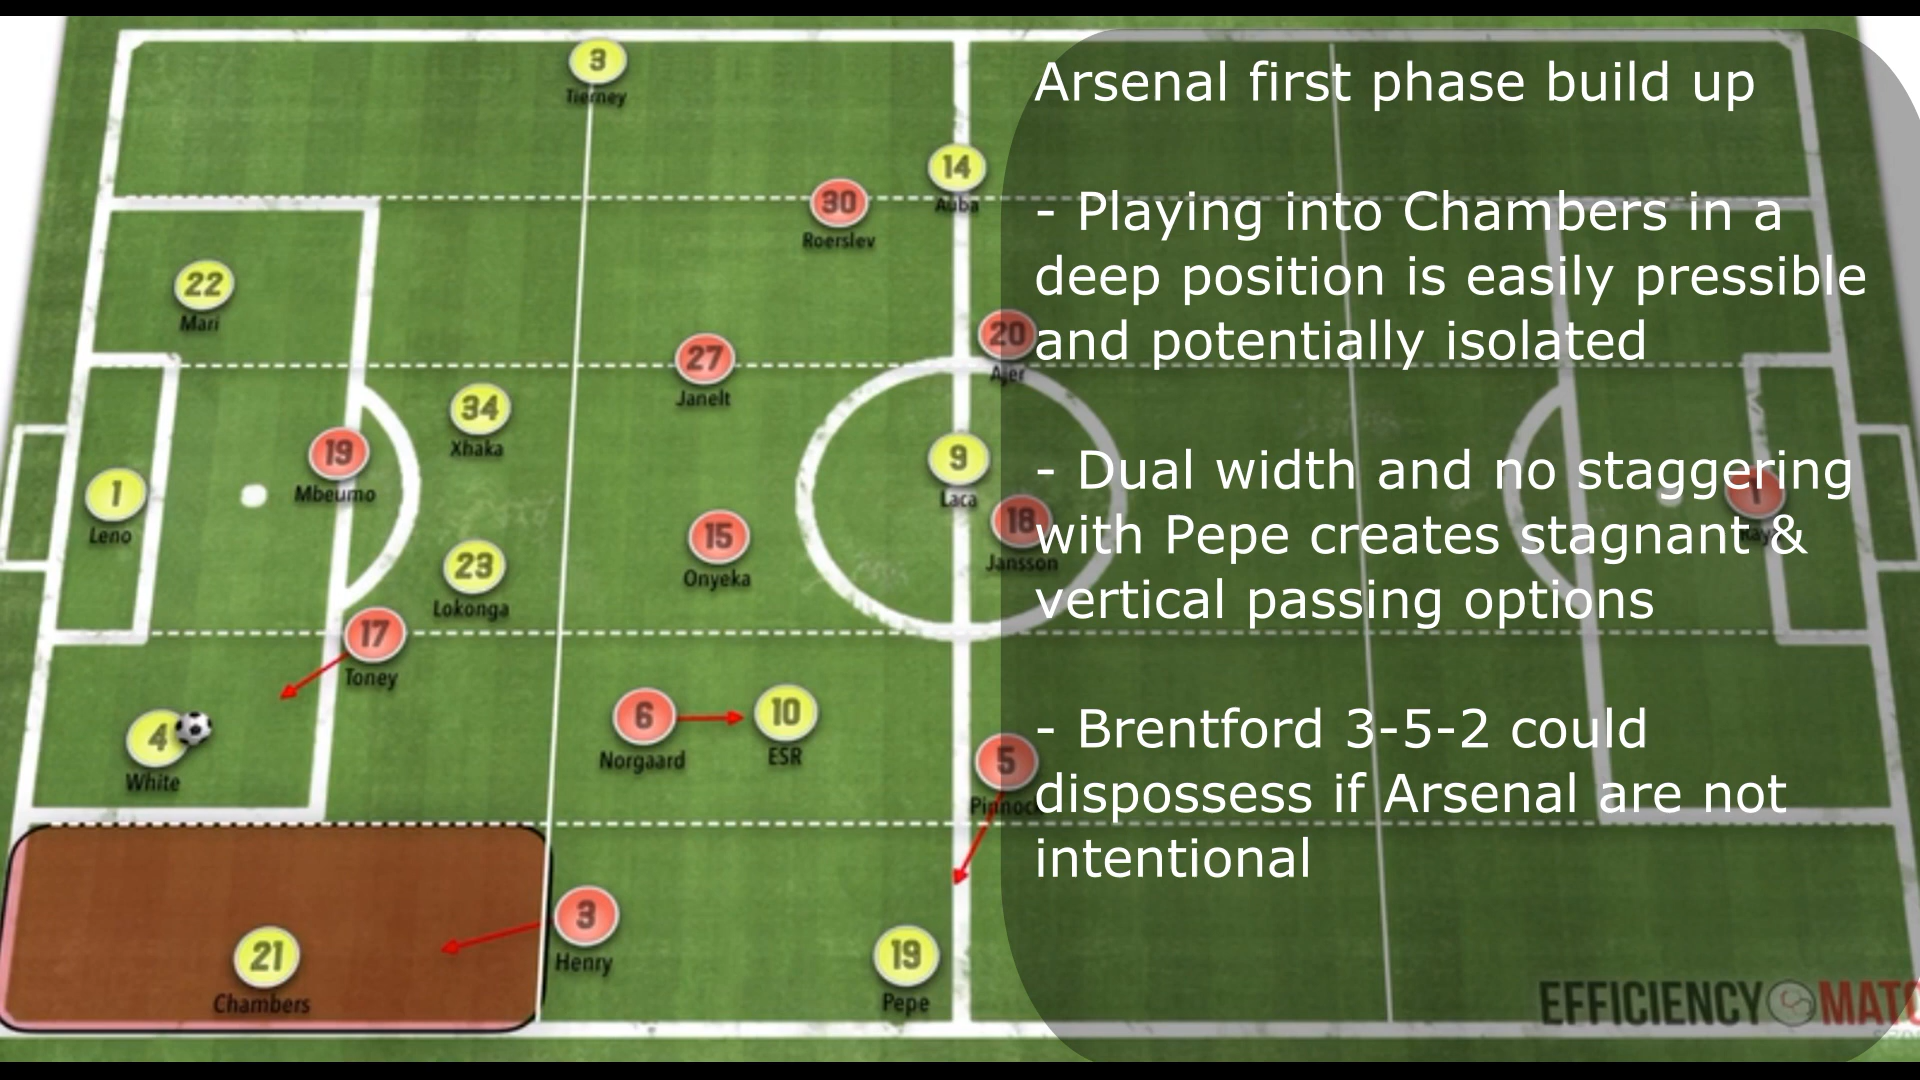 Arsenal first phase build up
- Playing into Chambers in a
deep position is easily pressible
and potentially isolated
- Dual width and no staggering
with Pepe creates stagnant &
vertical passing options
- Brentford 3-5-2 could
dispossess if Arsenal are not
intentional
3
Tierney
14
Auba
30
Roerslev
22
Mari
20
Ajer
27
Janelt
34
Xhaka
19
Mbeumo
9
Laca
1
Leno
18
Jansson
1
15
Onyeka
23
Lokonga
17
Toney
6
Norgaard
10
ESR
4
White
5
Pinnoc
3
Henry
21
Chambers
19
Pepe
EFFICIENCY MATC